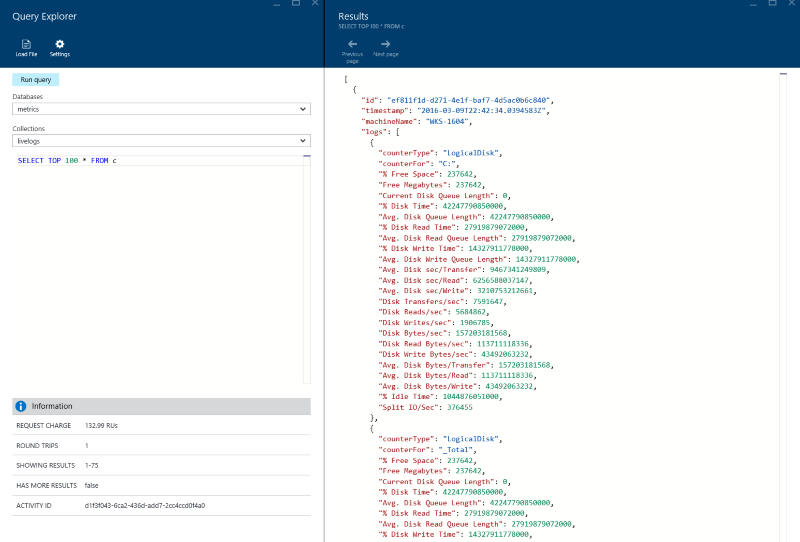 Query Explorer
Load File
Settings
Run query
Databases
metrics
Collections
livelogs
SELECT TOP 100 * FROM c
Information
REQUEST CHARGE 132.99 RUs
ROUND TRIPS 1
SHOWING RESULTS 1-75
HAS MORE RESULTS false
ACTIVITY ID d1f3f043-6ca2-436d-add7-2cc4ccd0f4a0
Results
SELECT TOP 100 * FROM c
Previous page
Next page
[
{
"id": "ef811f1d-d271-4e1f-baf7-4d5ac0b6c840",
"timestamp": "2016-03-09T22:42:34.0394583Z",
"machineName": "WKS-1604",
"logs": [
{
"counterType": "LogicalDisk",
"counterFor": "C:",
"% Free Space": 237642,
"Free Megabytes": 237642,
"Current Disk Queue Length": 0,
"% Disk Time": 42247790850000,
"Avg. Disk Queue Length": 42247790850000,
"% Disk Read Time": 27919879072000,
"Avg. Disk Read Queue Length": 27919879072000,
"% Disk Write Time": 14327911778000,
"Avg. Disk Write Queue Length": 14327911778000,
"Avg. Disk sec/Transfer": 9467341249809,
"Avg. Disk sec/Read": 6256588037147,
"Avg. Disk sec/Write": 3210753212661,
"Disk Transfers/sec": 7591647,
"Disk Reads/sec": 5684862,
"Disk Writes/sec": 1906785,
"Disk Bytes/sec": 157203181568,
"Disk Read Bytes/sec": 113711118336,
"Disk Write Bytes/sec": 43492063232,
"Avg. Disk Bytes/Transfer": 157203181568,
"Avg. Disk Bytes/Read": 113711118336,
"Avg. Disk Bytes/Write": 43492063232,
"% Idle Time": 1044876051000,
"Split IO/Sec": 376455
},
{
"counterType": "LogicalDisk",
"counterFor": "_Total",
"% Free Space": 237642,
"Free Megabytes": 237642,
"Current Disk Queue Length": 0,
"% Disk Time": 42247790850000,
"Avg. Disk Queue Length": 42247790850000,
"% Disk Read Time": 27919879072000,
"Avg. Disk Read Queue Length": 27919879072000,
"% Disk Write Time": 14327911778000,